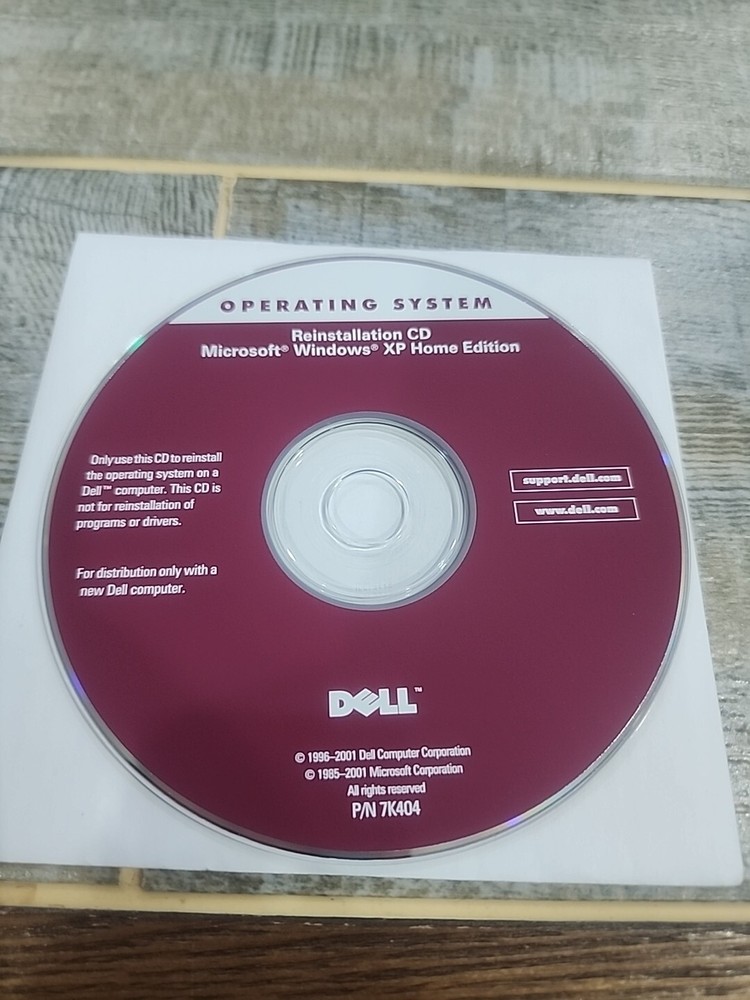 OPERATING SYSTEM
Reinstallation CD
Microsoft® Windows® XP Home Edition
Only use this CD to reinstall
the operating system on a
Dell™ computer. This CD is
not for reinstallation of
programs or drivers.
For distribution only with a
new Dell computer.
support.dell.com
www.dell.com
DELL™
© 1996–2001 Dell Computer Corporation
© 1985–2001 Microsoft Corporation
All rights reserved
P/N 7K404